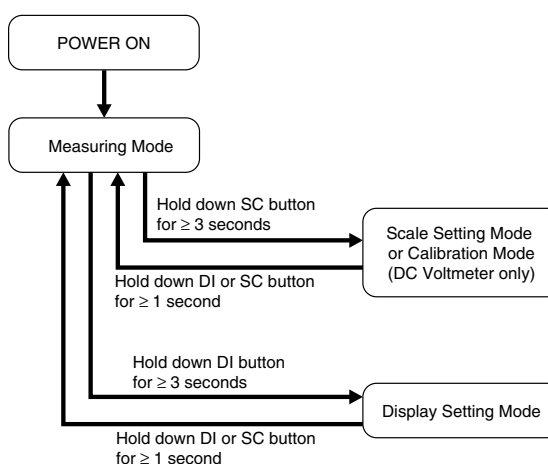 POWER ON
Measuring Mode
Hold down SC button
for ≥ 3 seconds
Scale Setting Mode
or Calibration Mode
(DC Voltmeter only)
Hold down DI or SC button
for ≥ 1 second
Hold down DI button
for ≥ 3 seconds
Display Setting Mode
Hold down DI or SC button
for ≥ 1 second